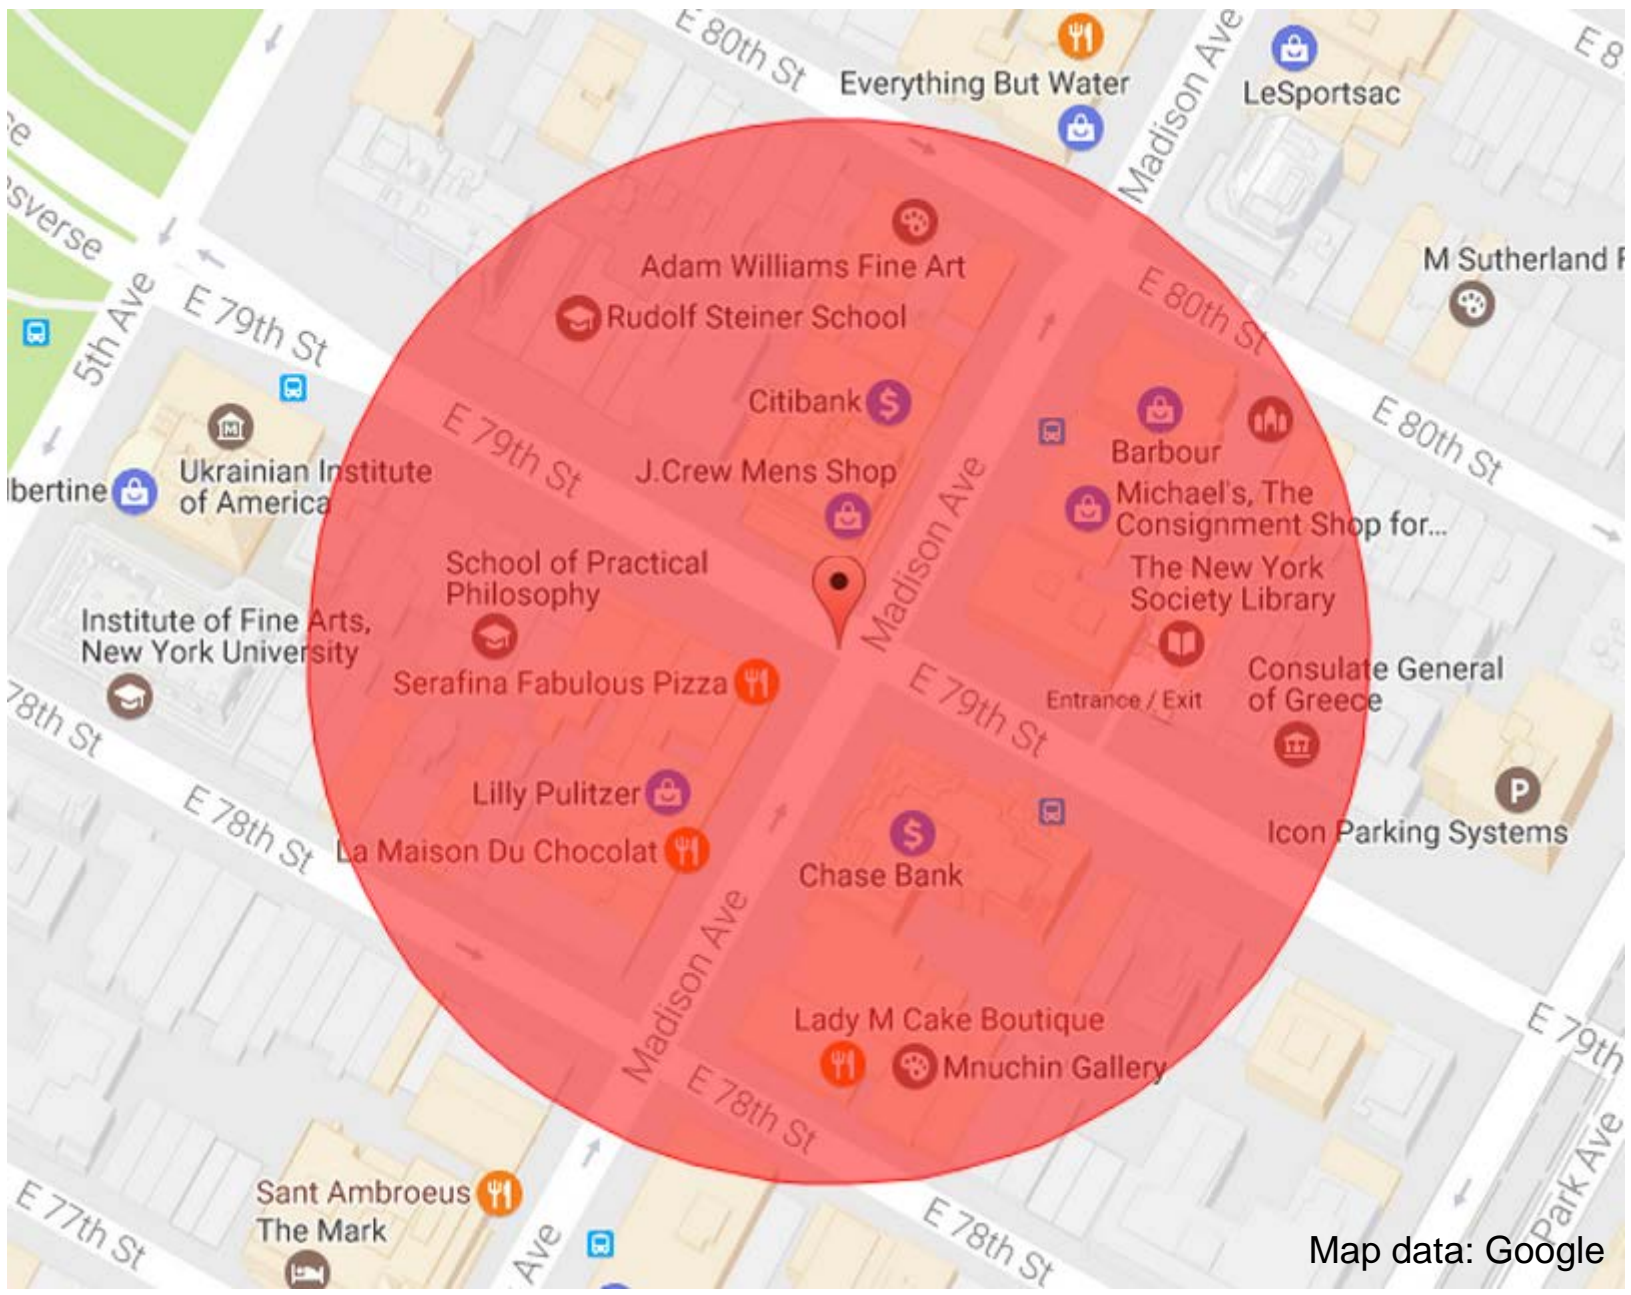 E 80th St
Everything But Water
Madison Ave
LeSportsac
E 8
Adam Williams Fine Art
M Sutherland F
sverse
5th Ave
E 79th St
Rudolf Steiner School
E 80th St
Citibank
E 79th St
Barbour
E 80th St
bertine
Ukrainian Institute
of America
J.Crew Mens Shop
Madison Ave
Michael's, The
Consignment Shop for...
The New York
Society Library
School of Practical
Philosophy
Institute of Fine Arts,
New York University
Serafina Fabulous Pizza
E 79th St
Entrance / Exit
Consulate General
of Greece
78th St
E 78th St
Lilly Pulitzer
La Maison Du Chocolat
Chase Bank
P
Icon Parking Systems
Madison Ave
Lady M Cake Boutique
Mnuchin Gallery
E 79th
E 78th St
Sant Ambroeus
The Mark
E 77th St
Ave
E 78th St
Park Ave
Map data: Google